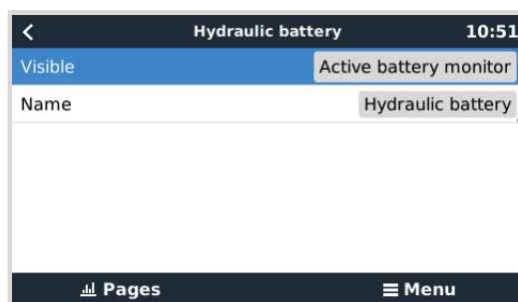 Hydraulic battery 10:51
Visible Active battery monitor
Name Hydraulic battery
Pages Menu